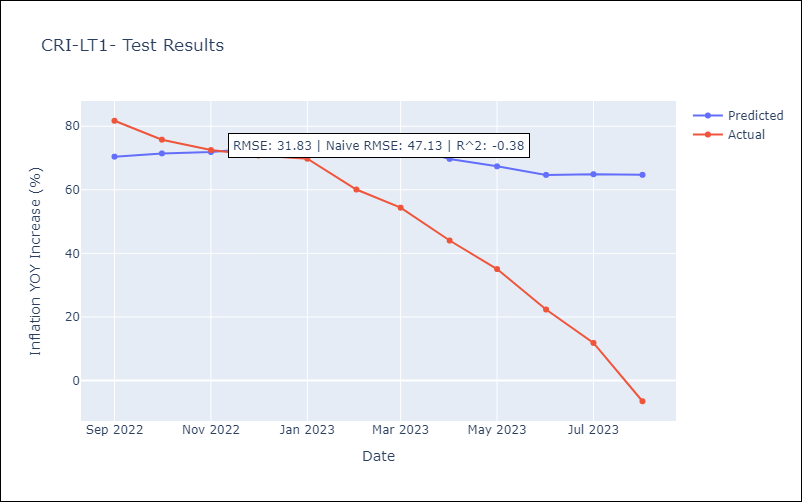 CRI-LT1- Test Results
Predicted
Actual
RMSE: 31.83 | Naive RMSE: 47.13 | R^2: -0.38
Inflation YOY Increase (%)
80
60
40
20
0
Sep 2022 Nov 2022 Jan 2023 Mar 2023 May 2023 Jul 2023
Date